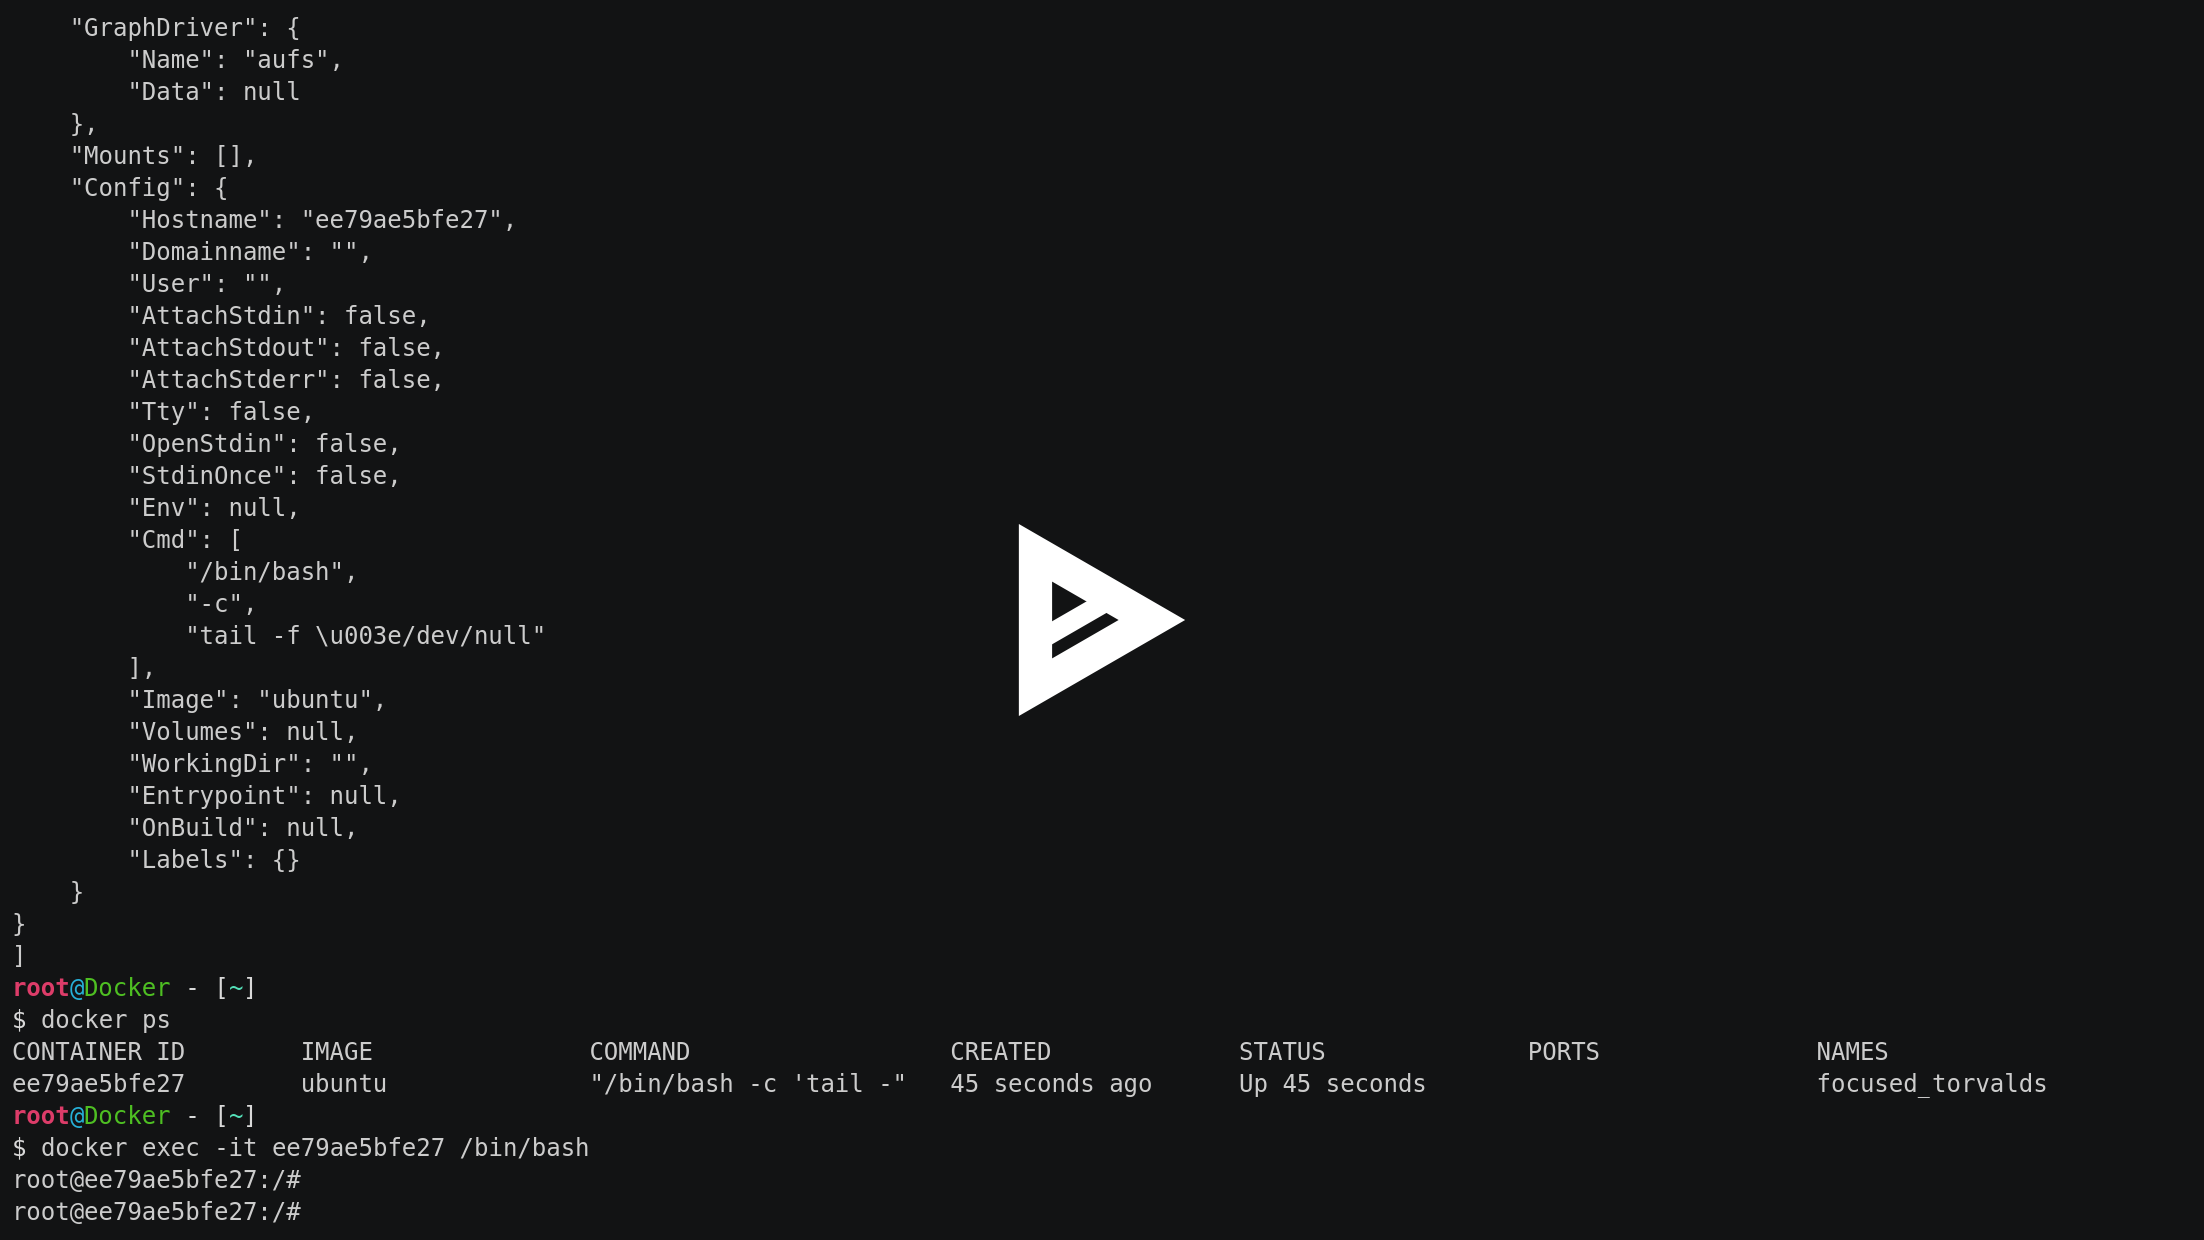 "GraphDriver": {
        "Name": "aufs",
        "Data": null
    },
    "Mounts": [],
    "Config": {
        "Hostname": "ee79ae5bfe27",
        "Domainname": "",
        "User": "",
        "AttachStdin": false,
        "AttachStdout": false,
        "AttachStderr": false,
        "Tty": false,
        "OpenStdin": false,
        "StdinOnce": false,
        "Env": null,
        "Cmd": [
            "/bin/bash",
            "-c",
            "tail -f \u003e/dev/null"
        ],
        "Image": "ubuntu",
        "Volumes": null,
        "WorkingDir": "",
        "Entrypoint": null,
        "OnBuild": null,
        "Labels": {}
    }
}
]
root@Docker - [~]
$ docker ps
CONTAINER ID        IMAGE               COMMAND                  CREATED             STATUS              PORTS               NAMES
ee79ae5bfe27        ubuntu              "/bin/bash -c 'tail -"   45 seconds ago      Up 45 seconds                           focused_torvalds
root@Docker - [~]
$ docker exec -it ee79ae5bfe27 /bin/bash
root@ee79ae5bfe27:/#
root@ee79ae5bfe27:/#